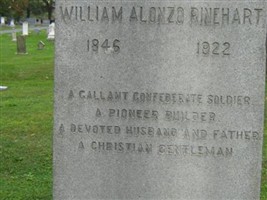 WILLIAM ALONZO RINEHART
1846 1922
A GALLANT CONFEDERATE SOLDIER
A PIONEER BUILDER
A DEVOTED HUSBAND AND FATHER
A CHRISTIAN GENTLEMAN